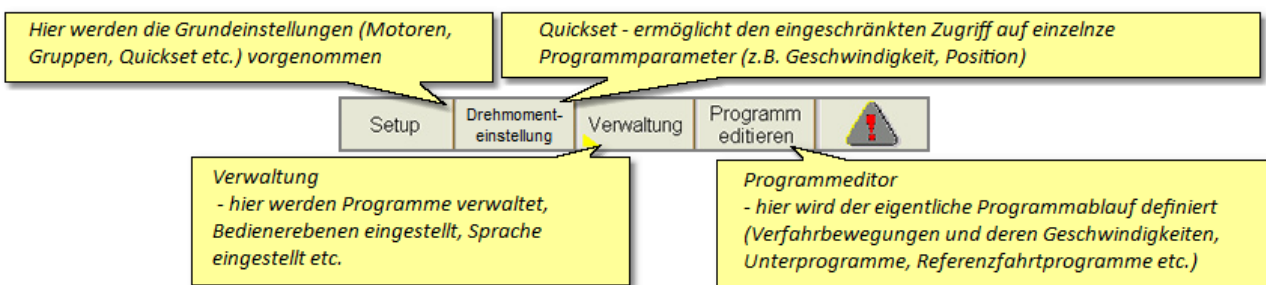 Hier werden die Grundeinstellungen (Motoren,
Gruppen, Quickset etc.) vorgenommen
Quickset - ermöglicht den eingeschränkten Zugriff auf einzelnze
Programmparameter (z.B. Geschwindigkeit, Position)
Setup
Drehmoment-
einstellung
Verwaltung
Programm
editieren
Verwaltung
- hier werden Programme verwaltet,
Bedienerebenen eingestellt, Sprache
eingestellt etc.
Programmeditor
- hier wird der eigentliche Programmablauf definiert
(Verfahrbewegungen und deren Geschwindigkeiten,
Unterprogramme, Referenzfahrtprogramme etc.)